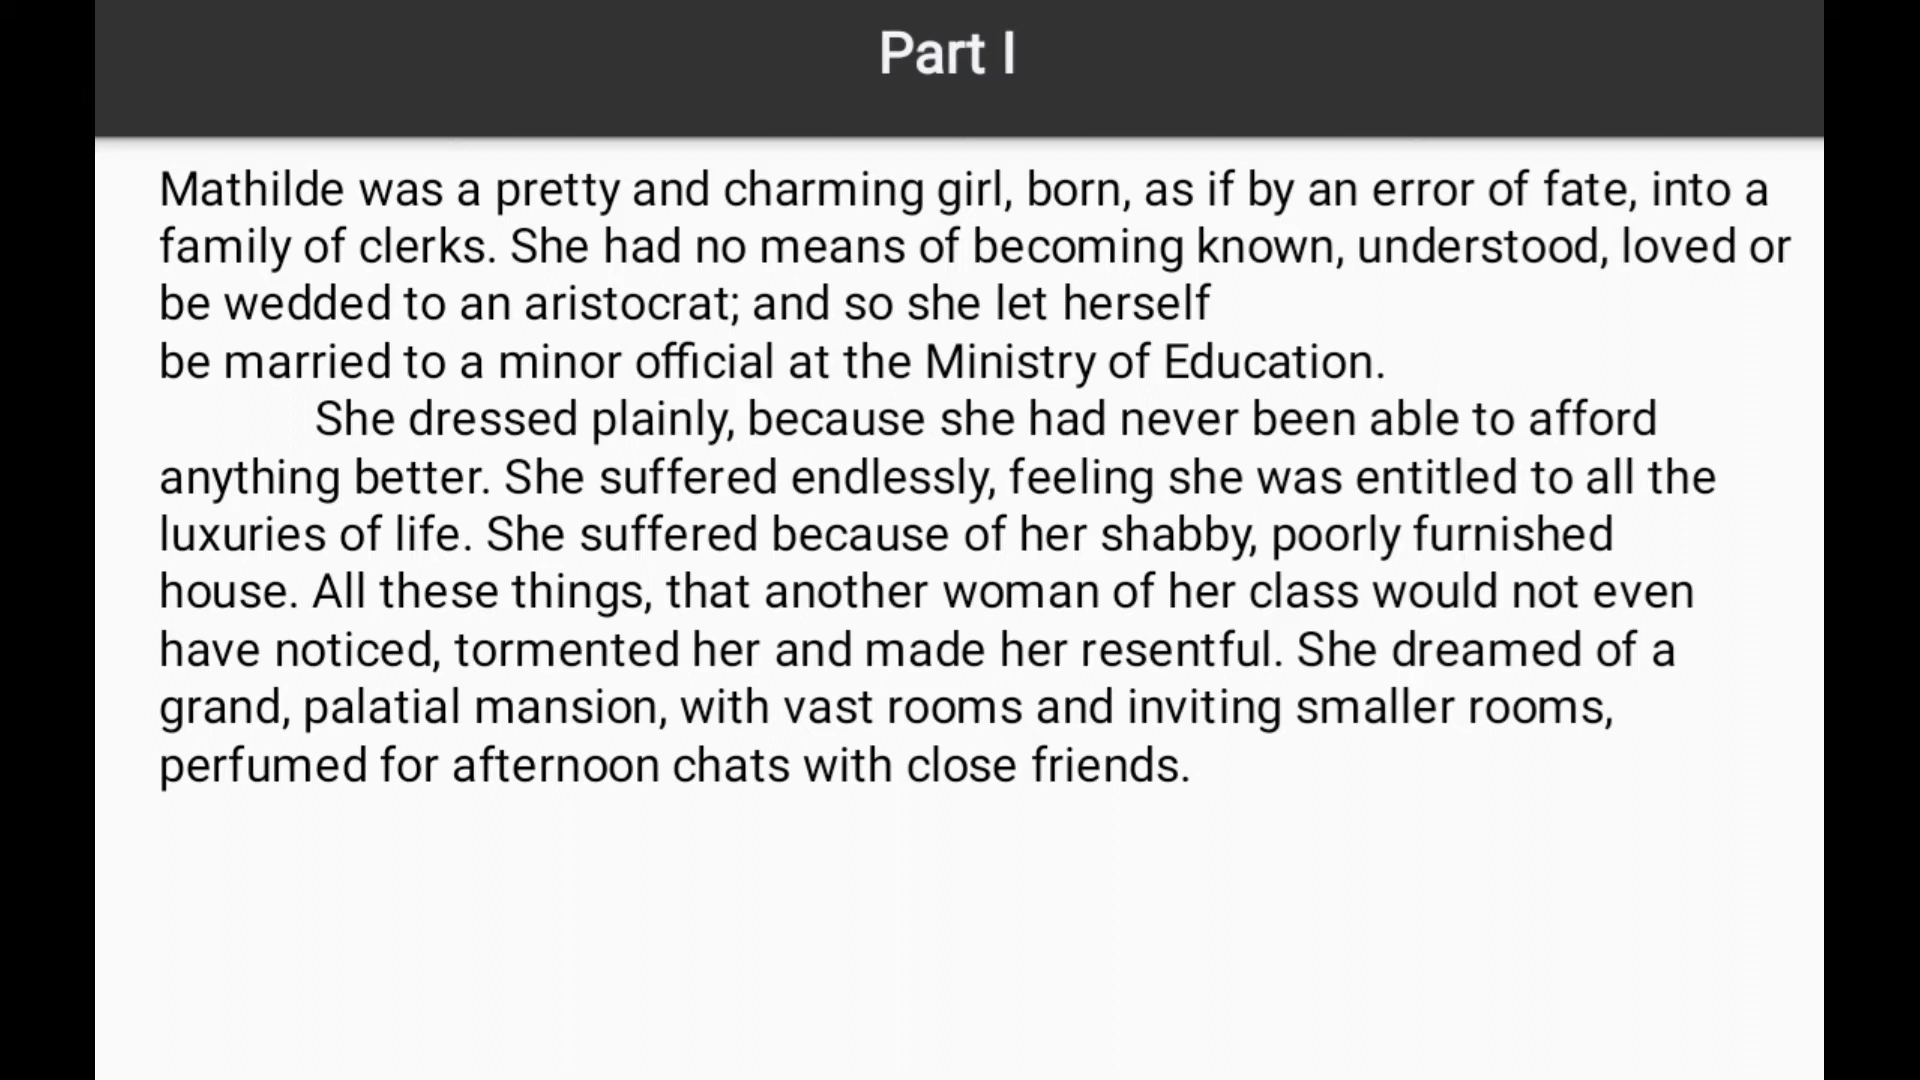 Part I
Mathilde was a pretty and charming girl, born, as if by an error of fate, into a
family of clerks. She had no means of becoming known, understood, loved or
be wedded to an aristocrat; and so she let herself
be married to a minor official at the Ministry of Education.
She dressed plainly, because she had never been able to afford
anything better. She suffered endlessly, feeling she was entitled to all the
luxuries of life. She suffered because of her shabby, poorly furnished
house. All these things, that another woman of her class would not even
have noticed, tormented her and made her resentful. She dreamed of a
grand, palatial mansion, with vast rooms and inviting smaller rooms,
perfumed for afternoon chats with close friends.